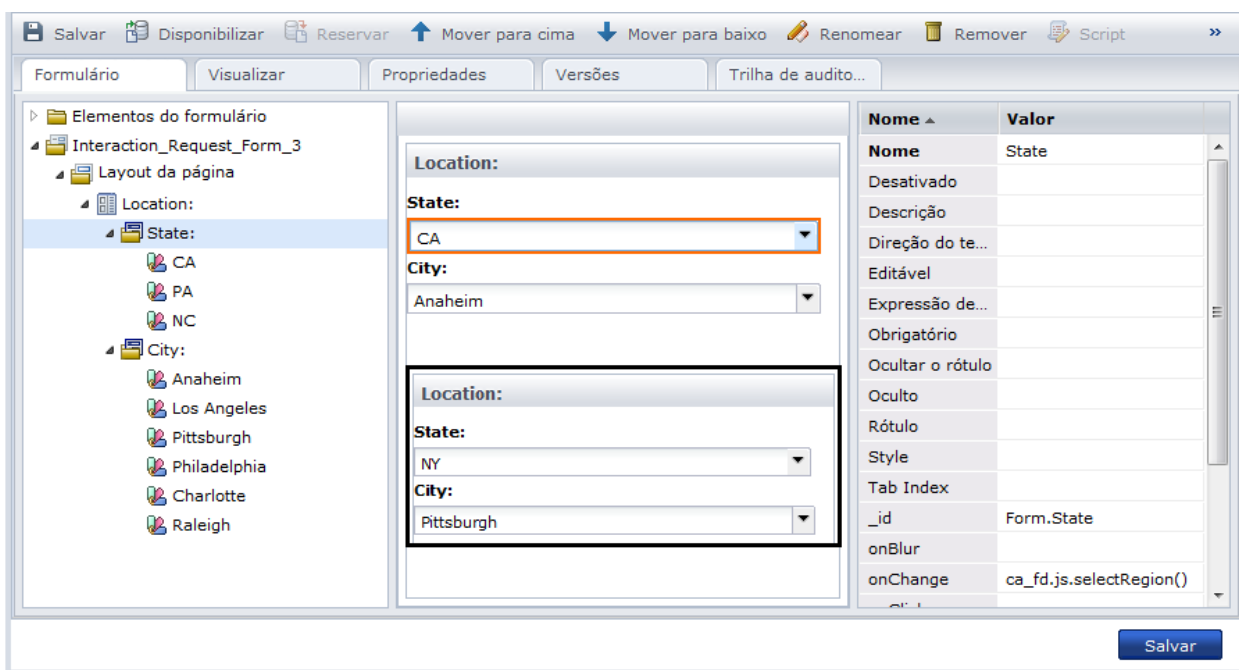 Salvar Disponibilizar Reservar Mover para cima Mover para baixo Renomear Remover Script »
Formulário Visualizar Propriedades Versões Trilha de audito...
Elementos do formulário
Interaction_Request_Form_3
Layout da página
Location:
State:
CA
PA
NC
City:
Anaheim
Los Angeles
Pittsburgh
Philadelphia
Charlotte
Raleigh
Location:
State:
CA
City:
Anaheim
Location:
State:
NY
City:
Pittsburgh
Nome Valor
Nome State
Desativado
Descrição
Direção do te...
Editável
Expressão de...
Obrigatório
Ocultar o rótulo
Oculto
Rótulo
Style
Tab Index
_id Form.State
onBlur
onChange ca_fd.js.selectRegion()
Salvar